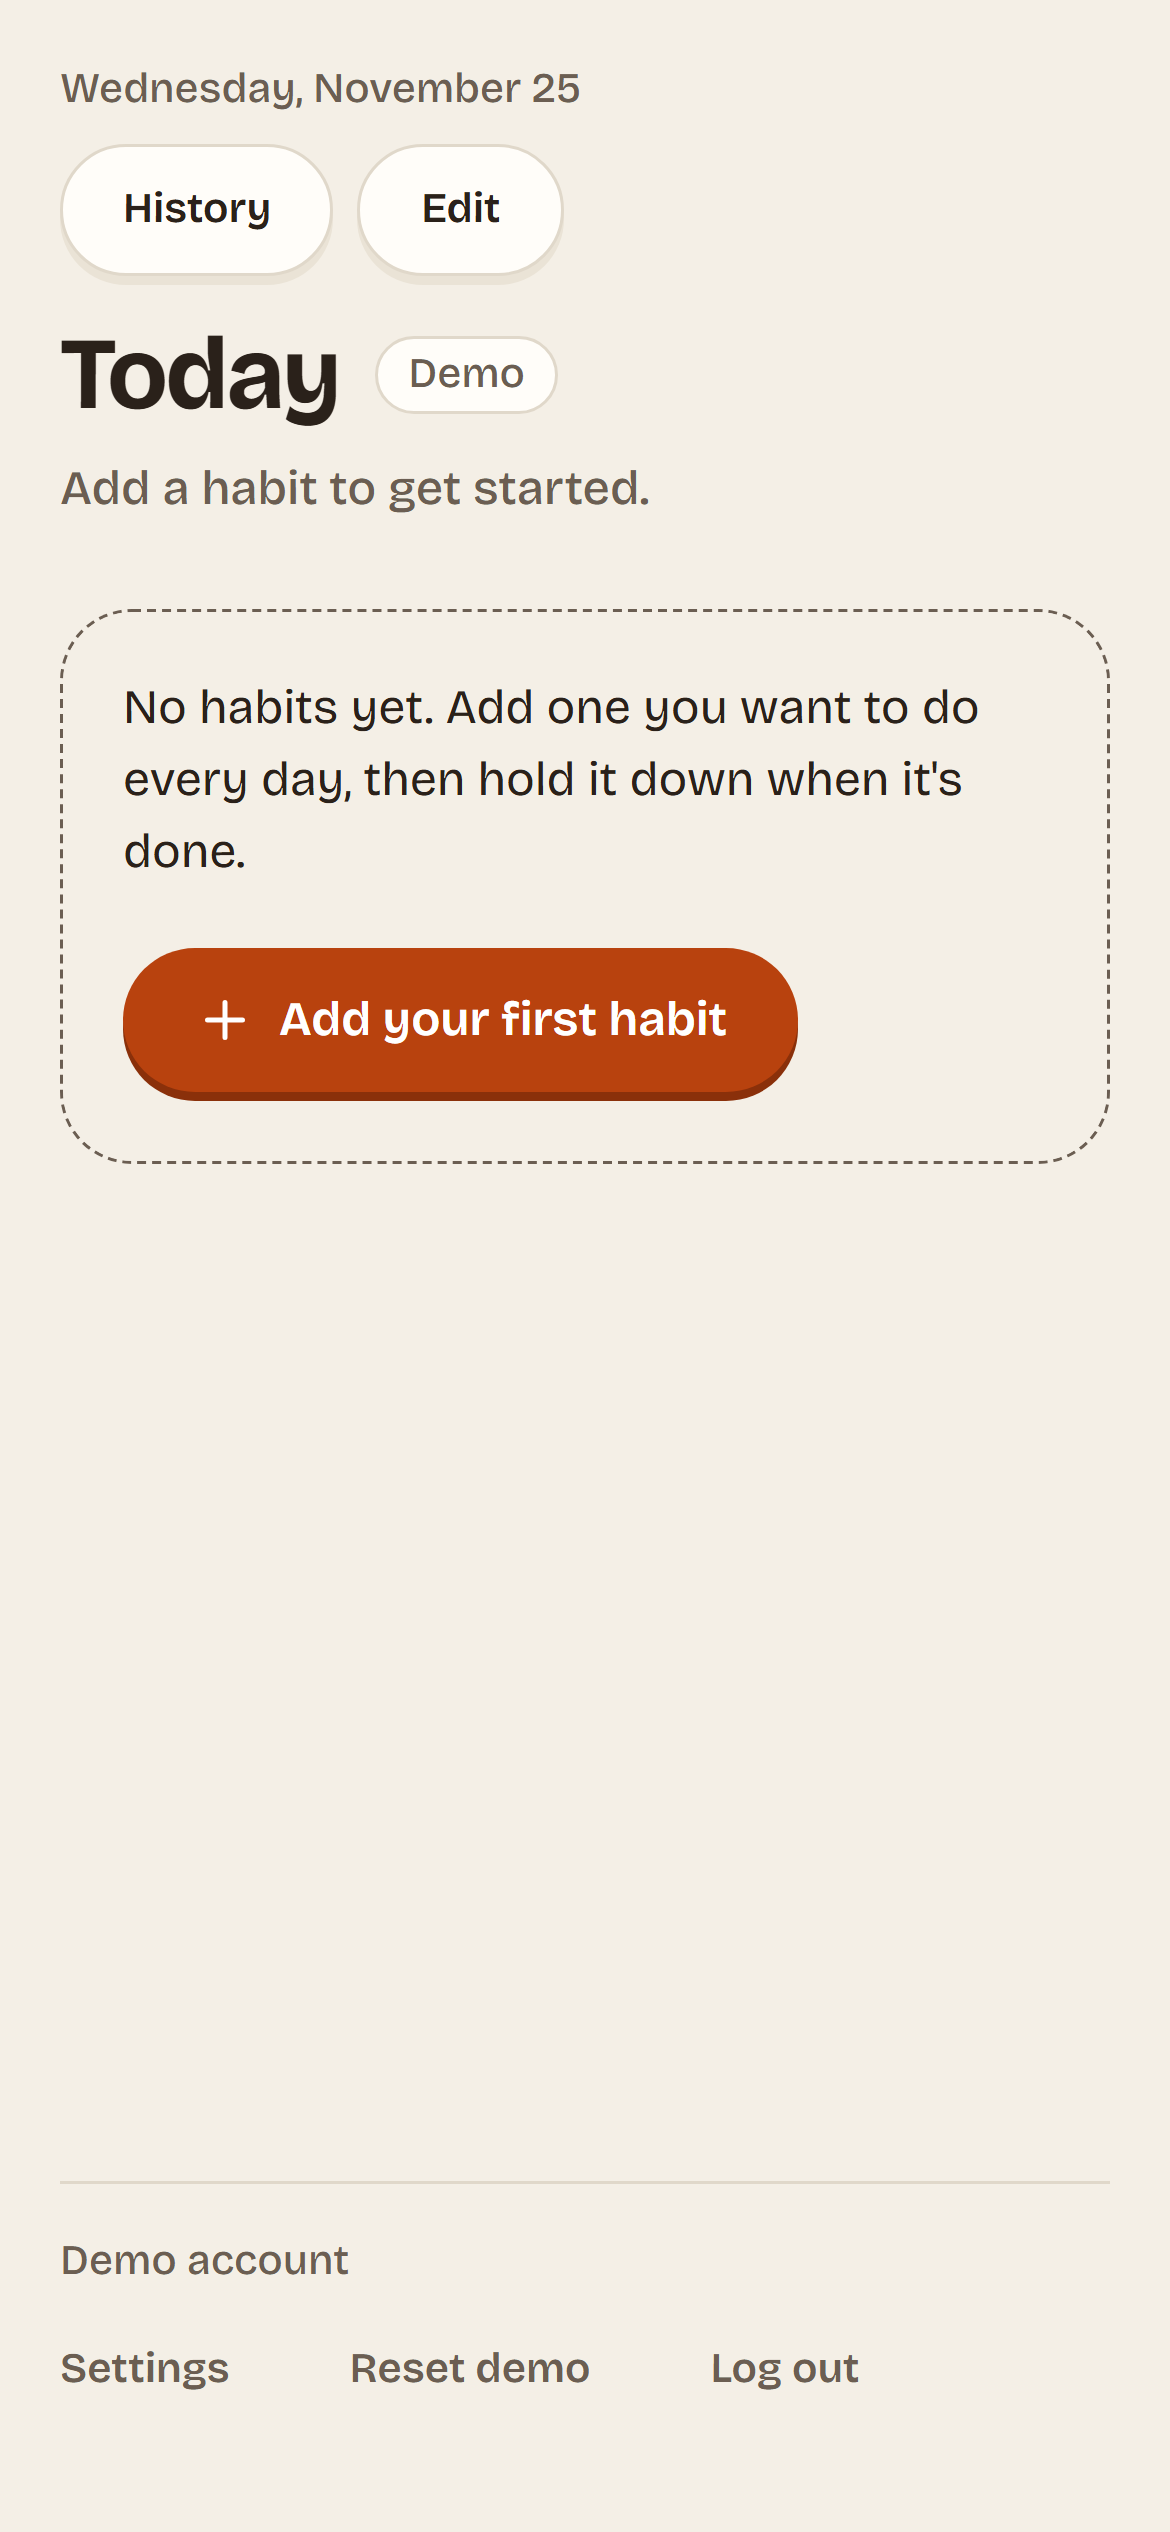 Wednesday, November 25
History Edit
Today Demo
Add a habit to get started.
No habits yet. Add one you want to do
every day, then hold it down when it's
done.
Add your first habit
Demo account
Settings Reset demo Log out